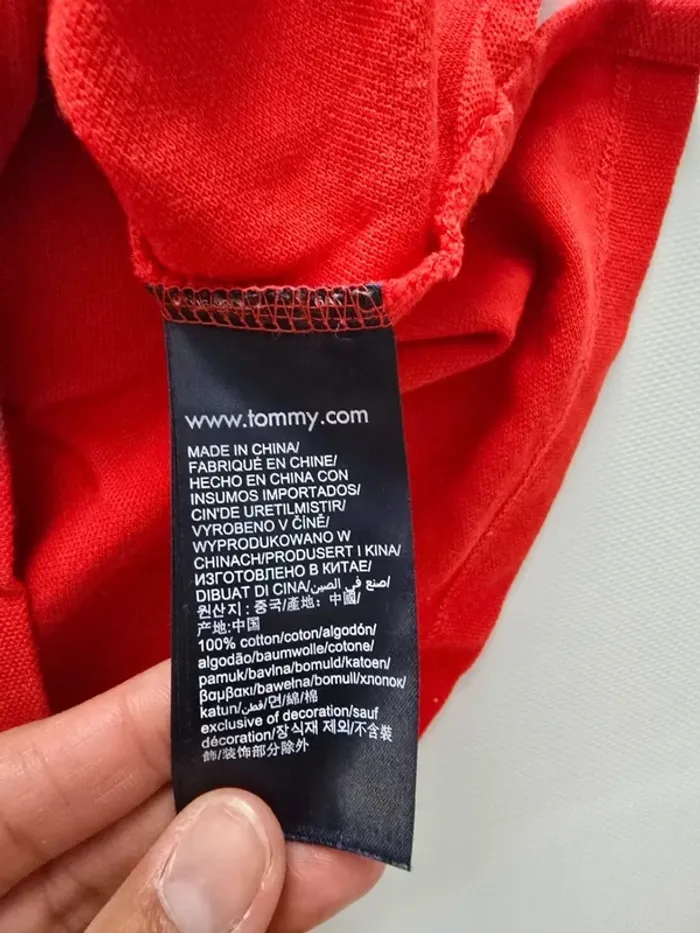 www.tommy.com
MADE IN CHINA/
FABRIQUÉ EN CHINE/
HECHO EN CHINA CON
INSUMOS IMPORTADOS/
CIN'DE URETILMISTIR/
VYROBENO V ČÍNĚ/
WYPRODUKOWANO W
CHINACH/PRODUSERT I KINA/
ИЗГОТОВЛЕНО В КИТАЕ/
DIBUAT DI CINA/صنع في الصين/
원산지 : 중국/產地: 中國/
产地:中国
100% cotton/coton/algodón/
algodão/baumwolle/cotone/
pamuk/bavlna/bomuld/katoen/
βαμβακι/bawełna/bomull/хлопок/
katun/قطن/면/綿/棉
exclusive of decoration/sauf
décoration/장식재 제외/不含裝
飾/装饰部分除外